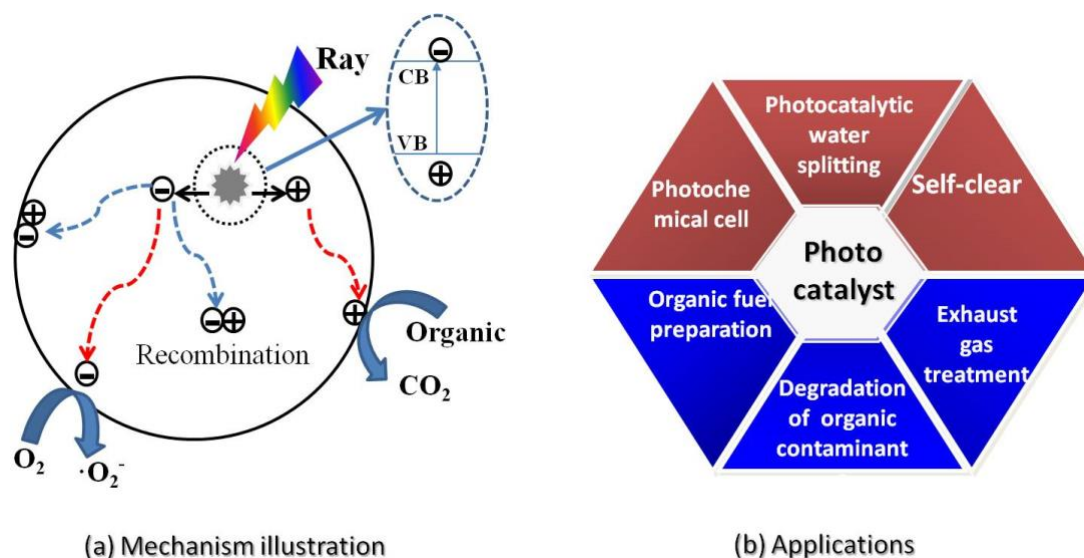 Ray
CB
VB
Recombination
Organic
CO₂
O₂
·O₂⁻
(a) Mechanism illustration
Photocatalytic
water
splitting
Self-clear
Photoche
mical cell
Photo
catalyst
Organic fuel
preparation
Exhaust
gas
treatment
Degradation
of organic
contaminant
(b) Applications